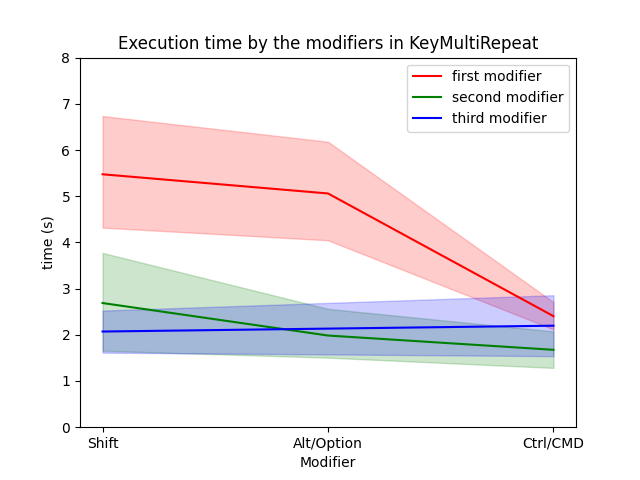 Execution time by the modifiers in KeyMultiRepeat
first modifier
second modifier
third modifier
time (s)
8
7
6
5
4
3
2
1
0
Shift
Alt/Option
Ctrl/CMD
Modifier